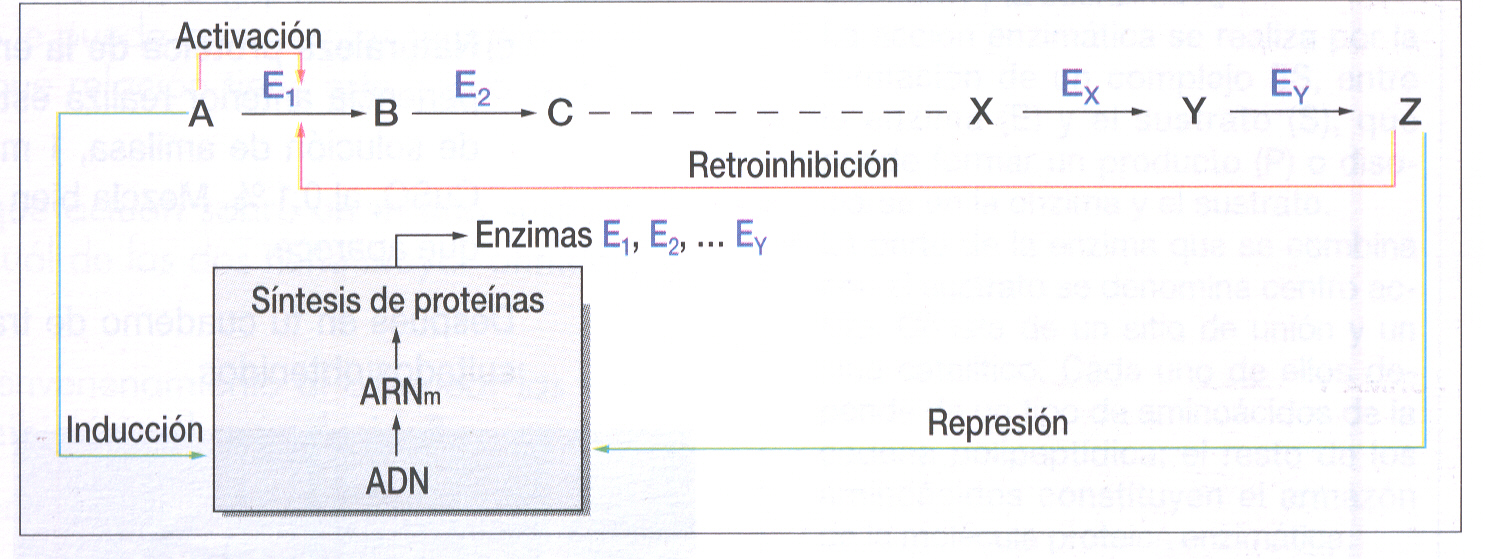 Activación
E1 E2 EX EY
A B C X Y Z
Retroinhibición
Enzimas E1, E2, ... EY
Síntesis de proteínas
ARNm
Inducción
Represión
ADN